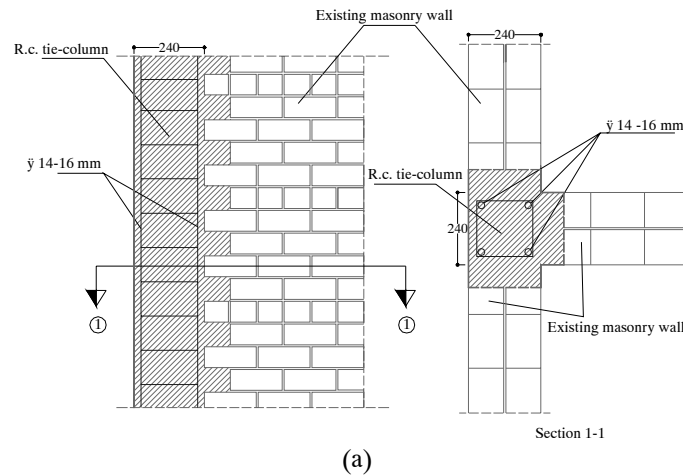 240
R.c. tie-column
ÿ 14-16 mm
1
1
Existing masonry wall
240
ÿ 14 -16 mm
R.c. tie-column
240
Existing masonry wall
Section 1-1
(a)